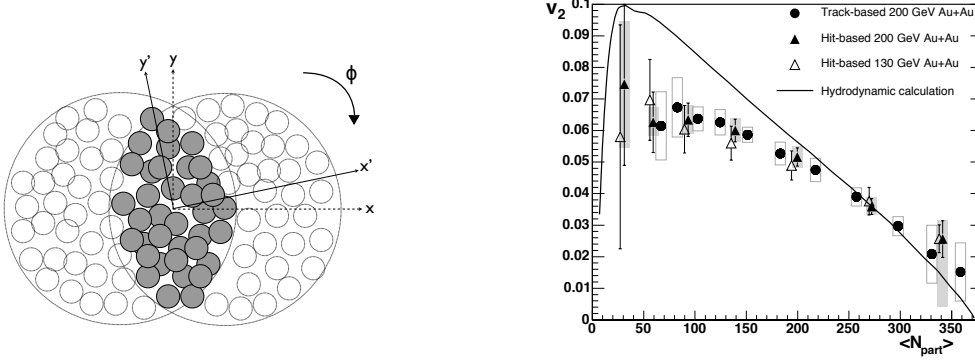 y'
y
ϕ
x'
x
v₂
0.1
0.09
0.08
0.07
0.06
0.05
0.04
0.03
0.02
0.01
0
0 50 100 150 200 250 300 350
<N_part>
Track-based 200 GeV Au+Au
Hit-based 200 GeV Au+Au
Hit-based 130 GeV Au+Au
Hydrodynamic calculation